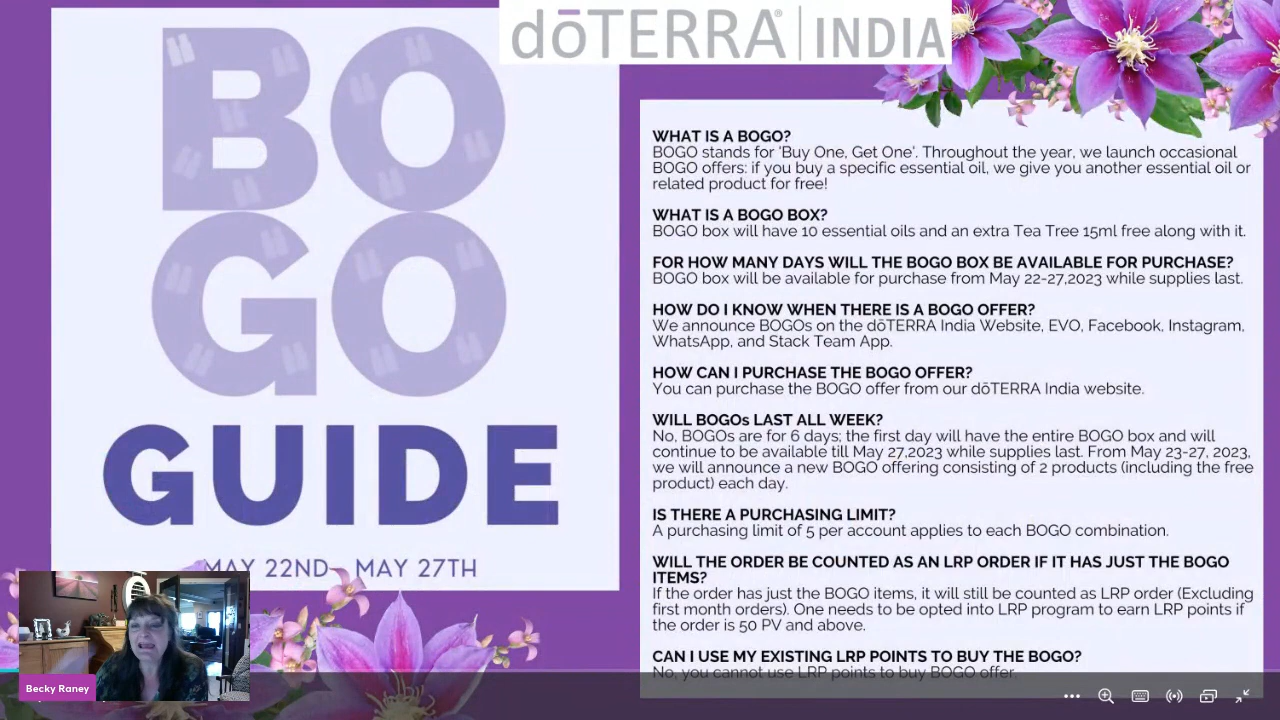 dōTERRA® | INDIA
BO
GO
GUIDE
MAY 22ND - MAY 27TH
WHAT IS A BOGO?
BOGO stands for 'Buy One, Get One'. Throughout the year, we launch occasional
BOGO offers: if you buy a specific essential oil, we give you another essential oil or
related product for free!
WHAT IS A BOGO BOX?
BOGO box will have 10 essential oils and an extra Tea Tree 15ml free along with it.
FOR HOW MANY DAYS WILL THE BOGO BOX BE AVAILABLE FOR PURCHASE?
BOGO box will be available for purchase from May 22-27,2023 while supplies last.
HOW DO I KNOW WHEN THERE IS A BOGO OFFER?
We announce BOGOs on the dōTERRA India Website, EVO, Facebook, Instagram,
WhatsApp, and Stack Team App.
HOW CAN I PURCHASE THE BOGO OFFER?
You can purchase the BOGO offer from our dōTERRA India website.
WILL BOGOs LAST ALL WEEK?
No, BOGOs are for 6 days; the first day will have the entire BOGO box and will
continue to be available till May 27,2023 while supplies last. From May 23-27, 2023,
we will announce a new BOGO offering consisting of 2 products (including the free
product) each day.
IS THERE A PURCHASING LIMIT?
A purchasing limit of 5 per account applies to each BOGO combination.
WILL THE ORDER BE COUNTED AS AN LRP ORDER IF IT HAS JUST THE BOGO
ITEMS?
If the order has just the BOGO items, it will still be counted as LRP order (Excluding
first month orders). One needs to be opted into LRP program to earn LRP points if
the order is 50 PV and above.
CAN I USE MY EXISTING LRP POINTS TO BUY THE BOGO?
No, you cannot use LRP points to buy BOGO offer.
Becky Raney